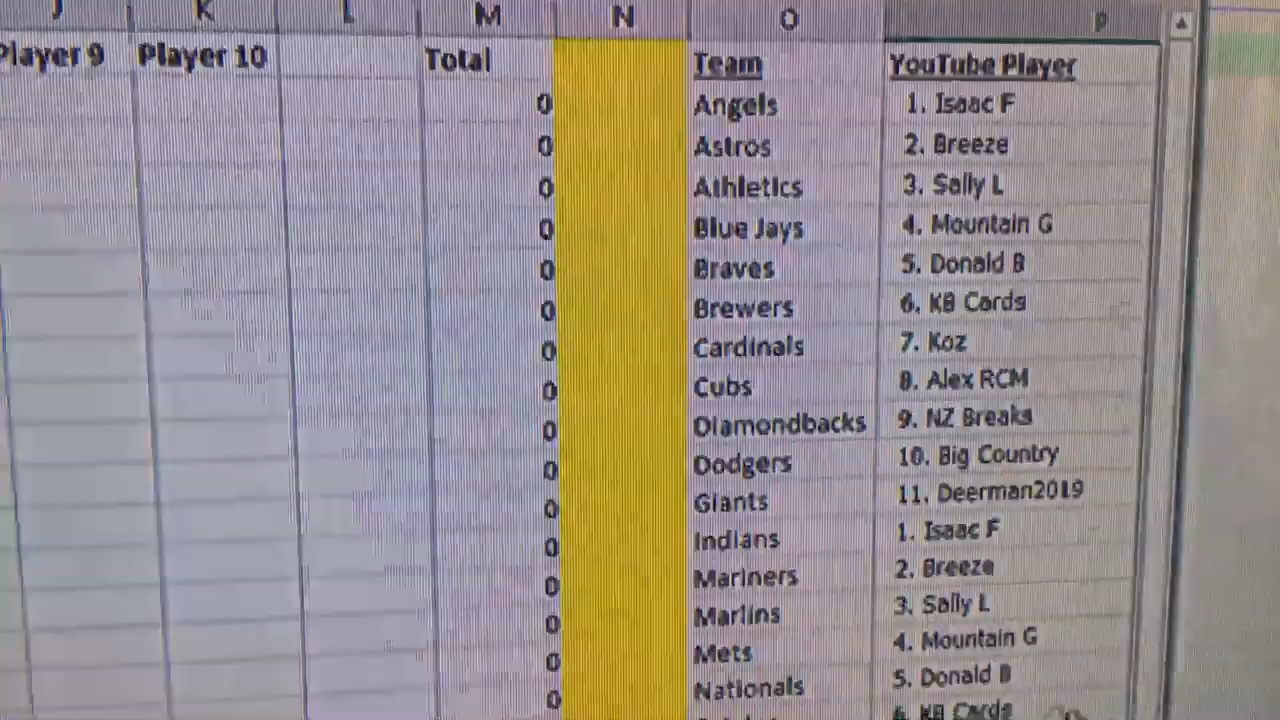 J K L M N O P
Player 9 Player 10 Total Team YouTube Player
0 Angels 1. Isaac F
0 Astros 2. Breeze
0 Athletics 3. Sally L
0 Blue Jays 4. Mountain G
0 Braves 5. Donald B
0 Brewers 6. KB Cards
0 Cardinals 7. Koz
0 Cubs 8. Alex RCM
0 Diamondbacks 9. NZ Breaks
0 Dodgers 10. Big Country
0 Giants 11. Deerman2019
0 Indians 1. Isaac F
0 Mariners 2. Breeze
0 Marlins 3. Sally L
0 Mets 4. Mountain G
0 Nationals 5. Donald B
6. KB Cards